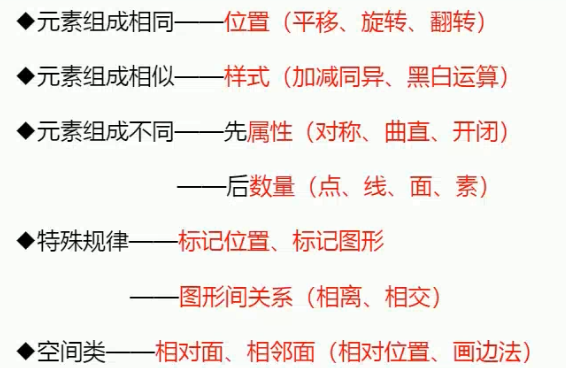 ◆元素组成相同——位置（平移、旋转、翻转）
◆元素组成相似——样式（加减同异、黑白运算）
◆元素组成不同——先属性（对称、曲直、开闭）
——后数量（点、线、面、素）
◆特殊规律——标记位置、标记图形
——图形间关系（相离、相交）
◆空间类——相对面、相邻面（相对位置、画边法）